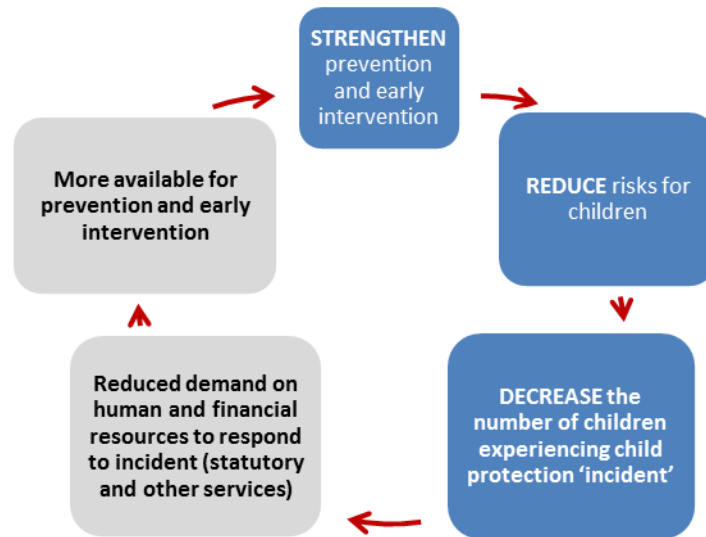 STRENGTHEN
prevention
and early
intervention
REDUCE risks for
children
DECREASE the
number of children
experiencing child
protection ‘incident’
Reduced demand on
human and financial
resources to respond
to incident (statutory
and other services)
More available for
prevention and early
intervention